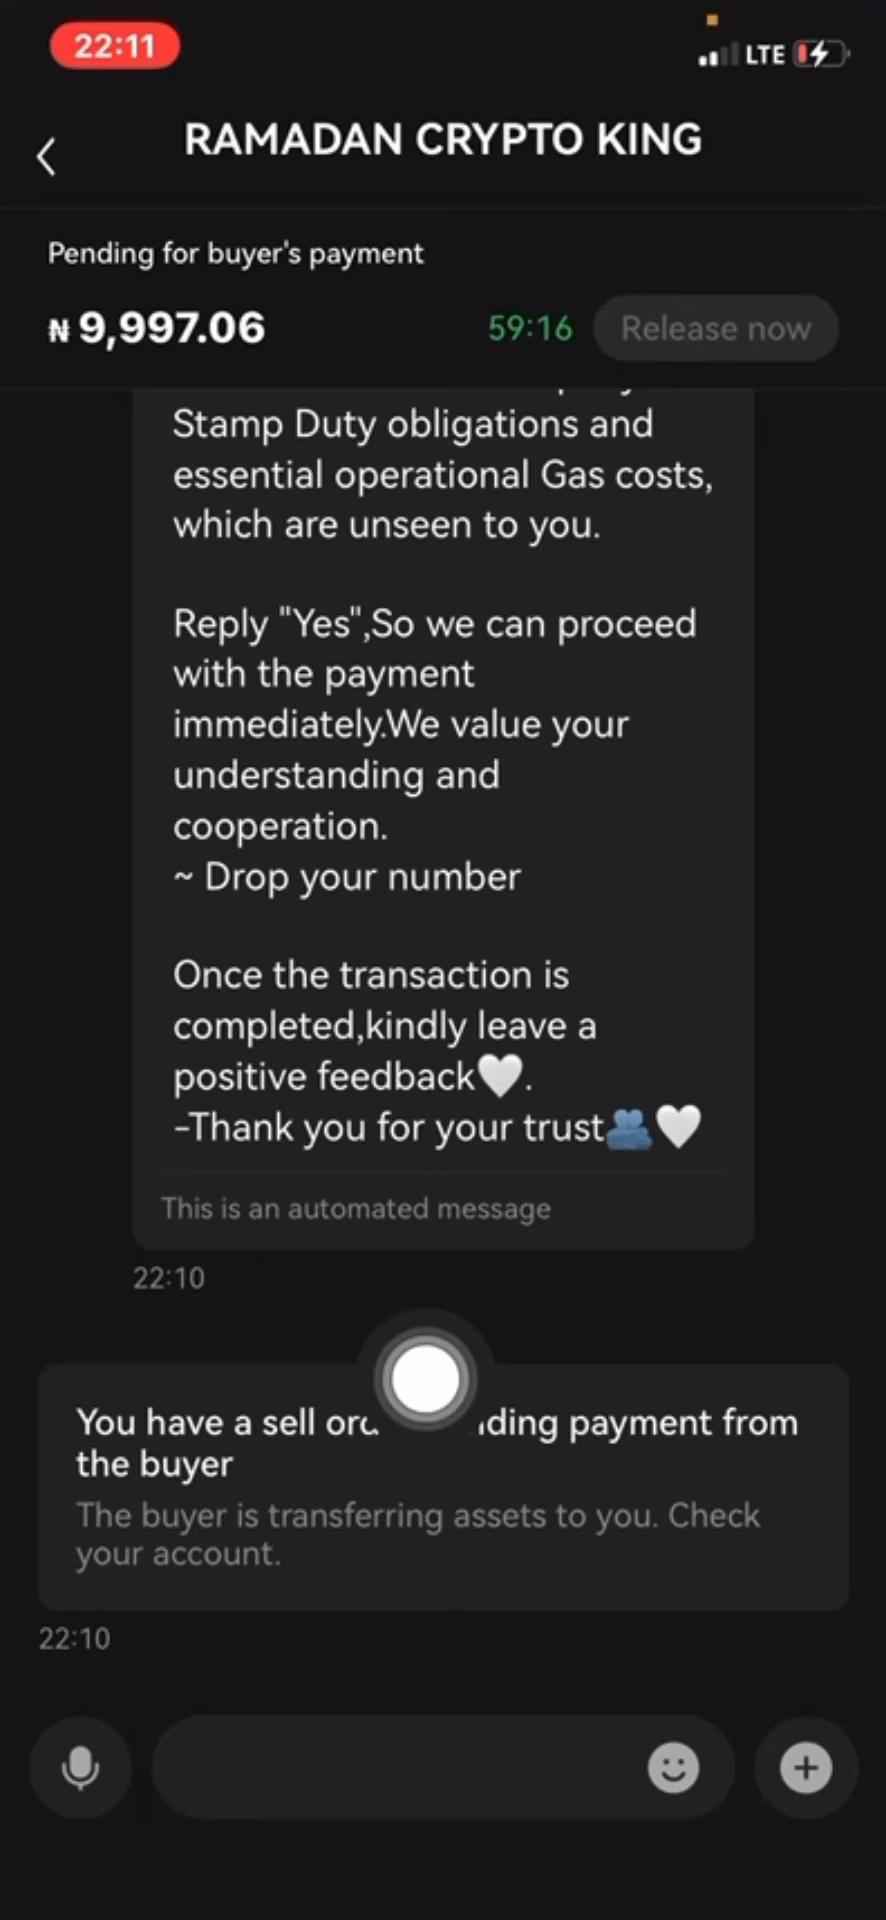 22:11
LTE
RAMADAN CRYPTO KING
Pending for buyer's payment
₦ 9,997.06
59:16
Release now
Stamp Duty obligations and
essential operational Gas costs,
which are unseen to you.
Reply "Yes",So we can proceed
with the payment
immediately.We value your
understanding and
cooperation.
~ Drop your number
Once the transaction is
completed,kindly leave a
positive feedback🤍.
-Thank you for your trust🫂🤍
This is an automated message
22:10
You have a sell payment from
the buyer
The buyer is transferring assets to you. Check
your account.
22:10